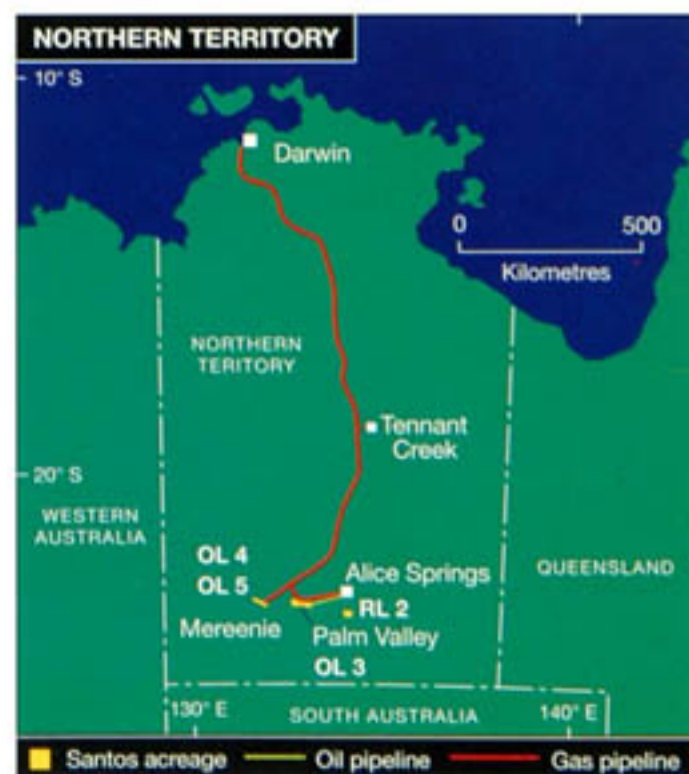 NORTHERN TERRITORY
10° S
Darwin
0 500
Kilometres
NORTHERN
TERITORY
Tennant
Creek
20° S
WESTERN
AUSTRALIA
OL 4
OL 5
Alice Springs
QUEENSLAND
RL 2
Mereenie
Palm Valley
OL 3
130° E
SOUTH AUSTRALIA
140° E
Santos acreage Oil pipeline Gas pipeline